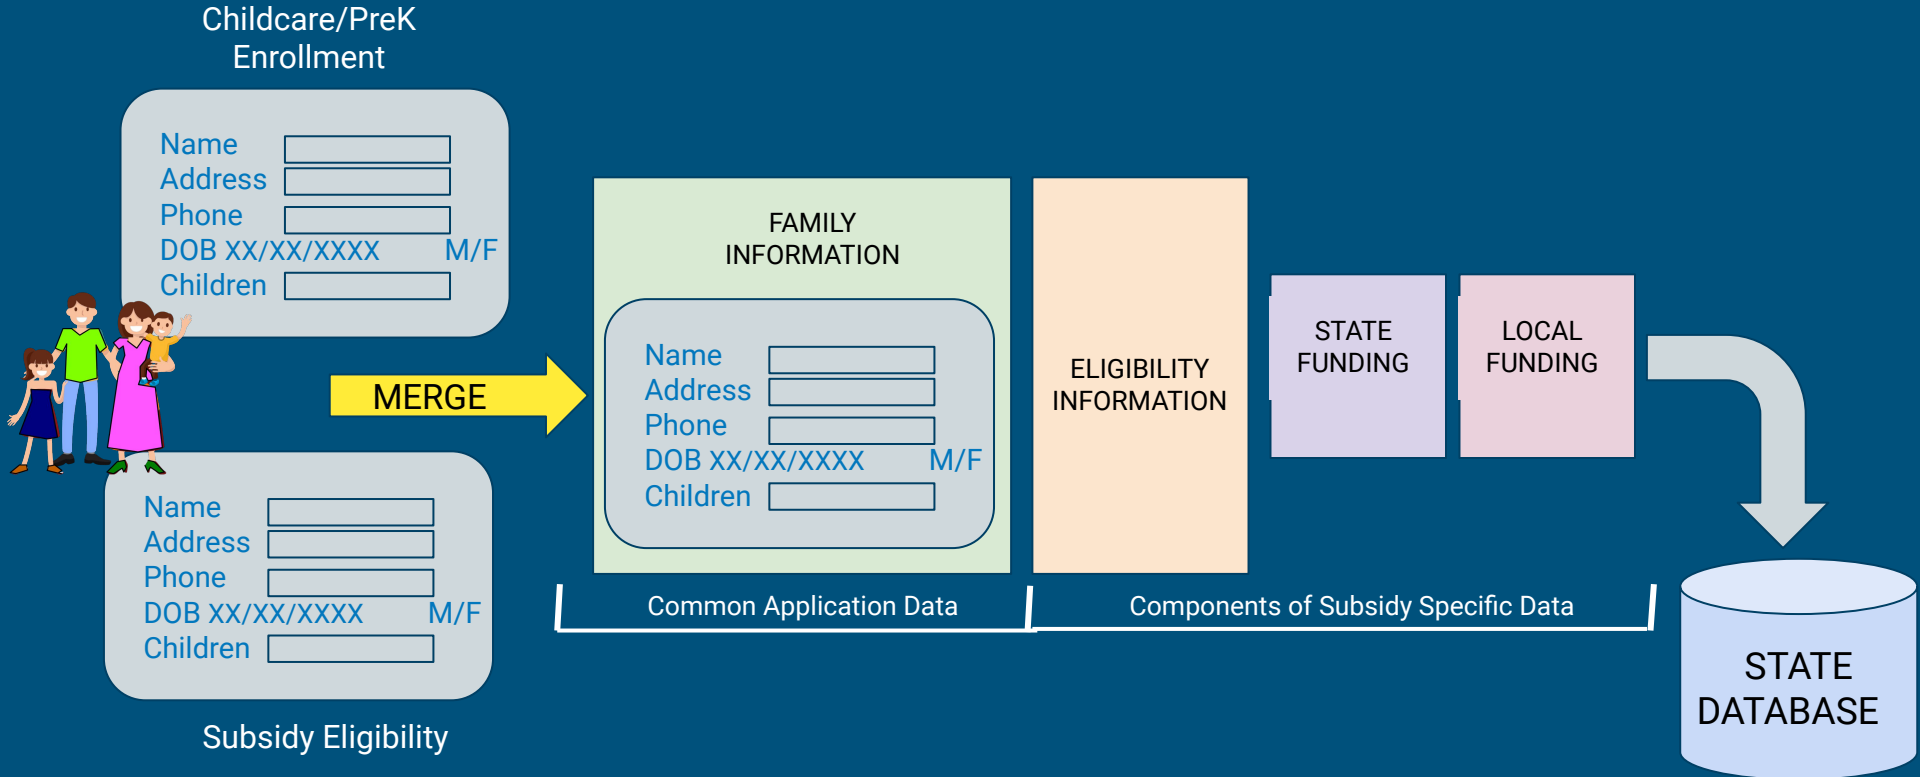 Childcare/PreK
Enrollment
Name
Address
Phone
DOB XX/XX/XXXX M/F
Children
Name
Address
Phone
DOB XX/XX/XXXX M/F
Children
Subsidy Eligibility
MERGE
FAMILY
INFORMATION
Name
Address
Phone
DOB XX/XX/XXXX M/F
Children
Common Application Data
ELIGIBILITY
INFORMATION
STATE
FUNDING
LOCAL
FUNDING
Components of Subsidy Specific Data
STATE
DATABASE